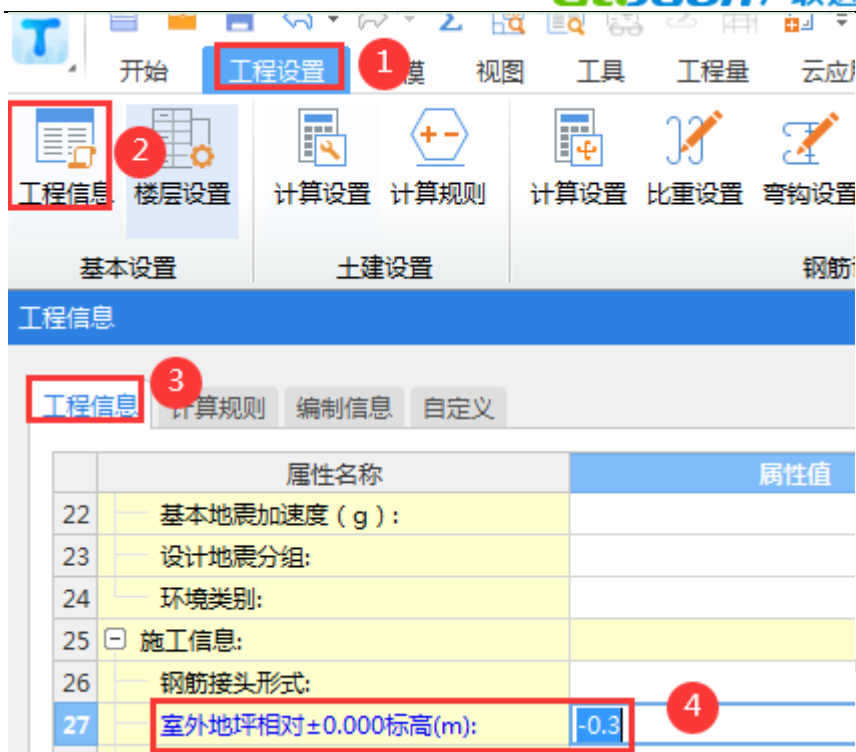 T
开始 工程设置 1 模 视图 工具 工程量 云应
2
工程信息 楼层设置 计算设置 计算规则 计算设置 比重设置 弯钩设置
基本设置 土建设置 钢筋
工程信息
3
工程信息 计算规则 编制信息 自定义
属性名称 属性值
22 基本地震加速度(g):
23 设计地震分组:
24 环境类别:
25 施工信息:
26 钢筋接头形式:
27 室外地坪相对±0.000标高(m): -0.3 4